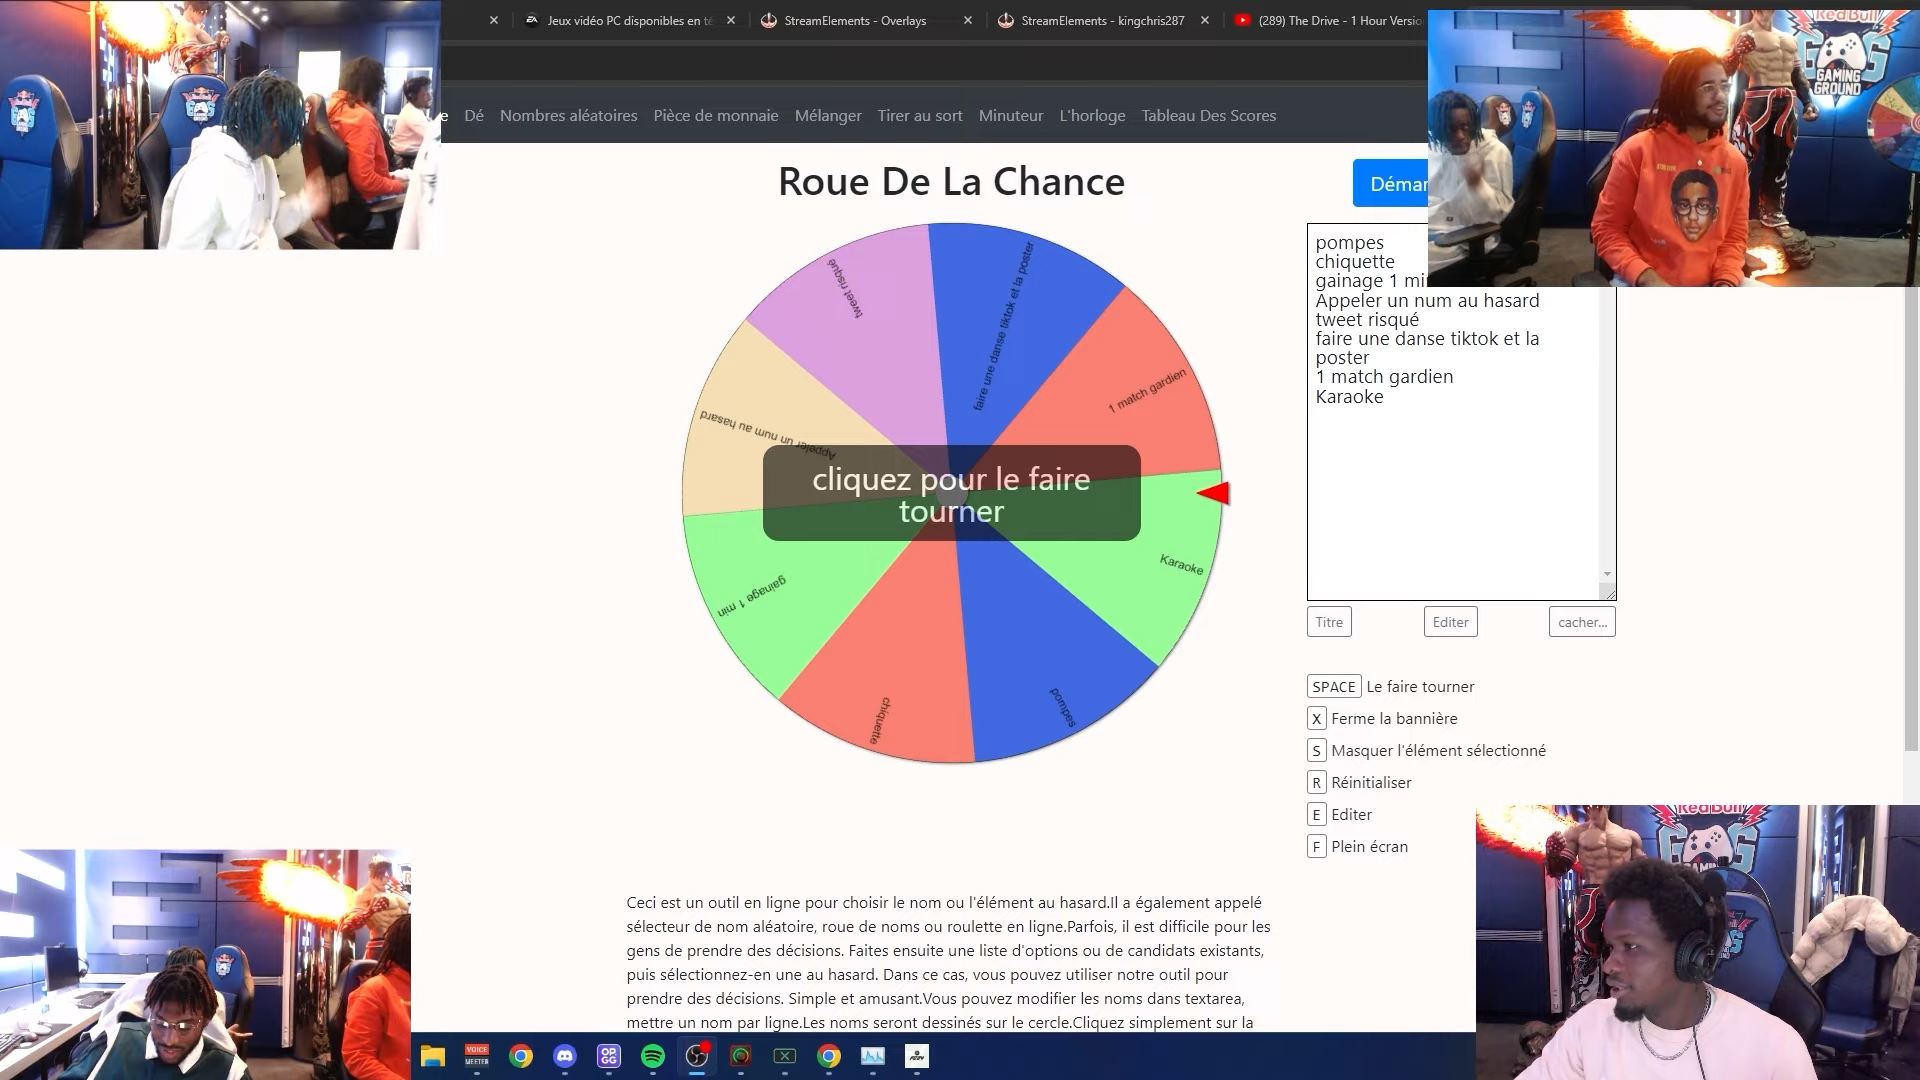 Jeux vidéo PC disponibles en té
StreamElements - Overlays
StreamElements - kingchris287
(289) The Drive - 1 Hour Versio
e Dé Nombres aléatoires Pièce de monnaie Mélanger Tirer au sort Minuteur L'horloge Tableau Des Scores
Roue De La Chance
Démar
tweet risqué
faire une danse tiktok et la poster
1 match gardien
Appeler un num au hasard
cliquez pour le faire
tourner
Karaoke
gainage 1 min
chiquette
pompes
pompes
chiquette
gainage 1 mi
Appeler un num au hasard
tweet risqué
faire une danse tiktok et la
poster
1 match gardien
Karaoke
Titre Editer cacher...
SPACE Le faire tourner
X Ferme la bannière
S Masquer l'élément sélectionné
R Réinitialiser
E Editer
F Plein écran
Ceci est un outil en ligne pour choisir le nom ou l'élément au hasard.Il a également appelé
sélecteur de nom aléatoire, roue de noms ou roulette en ligne.Parfois, il est difficile pour les
gens de prendre des décisions. Faites ensuite une liste d'options ou de candidats existants,
puis sélectionnez-en une au hasard. Dans ce cas, vous pouvez utiliser notre outil pour
prendre des décisions. Simple et amusant.Vous pouvez modifier les noms dans textarea,
mettre un nom par ligne.Les noms seront dessinés sur le cercle.Cliquez simplement sur la
RedBull
GAMING
GROUND
RedBull
VOICE
MEETER
OP.
GG